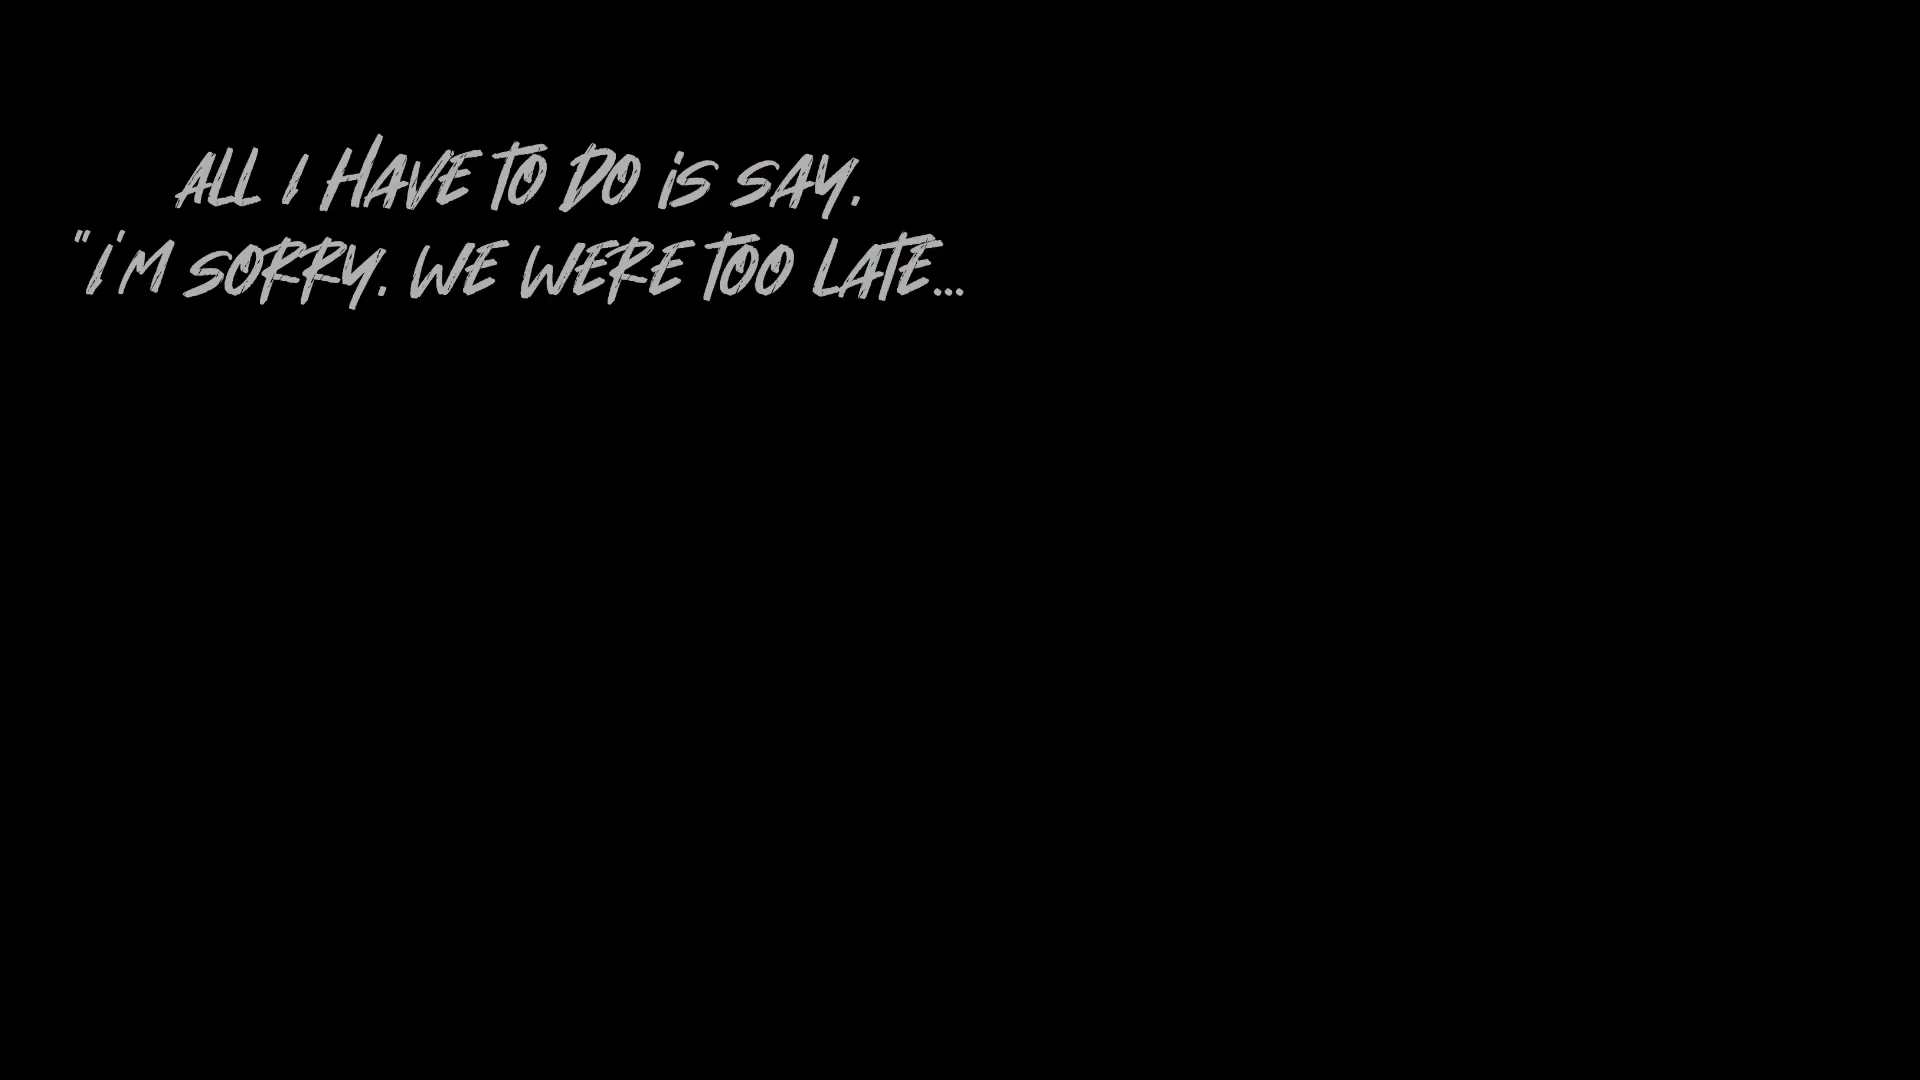 ALL I HAVE TO DO IS SAY,
"I'M SORRY. WE WERE TOO LATE...